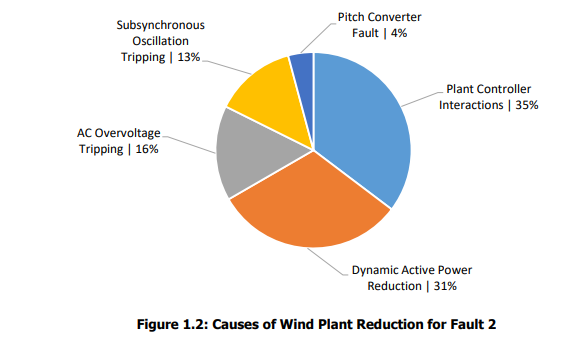 Subsynchronous
Oscillation
Tripping | 13%
Pitch Converter
Fault | 4%
Plant Controller
Interactions | 35%
AC Overvoltage
Tripping | 16%
Dynamic Active Power
Reduction | 31%
Figure 1.2: Causes of Wind Plant Reduction for Fault 2